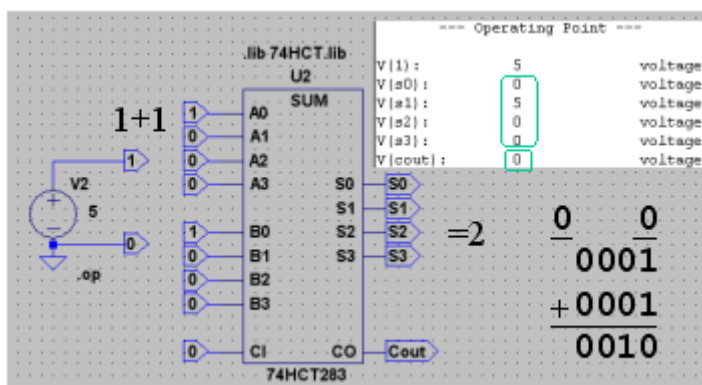 --- Operating Point ---
V(1): 5 voltage
V(s0): 0 voltage
V(s1): 5 voltage
V(s2): 0 voltage
V(s3): 0 voltage
V(cout): 0 voltage
.lib 74HCT.lib
U2
SUM
1+1
1 A0
0 A1
0 A2
0 A3
1 B0
0 B1
0 B2
0 B3
0 CI
S0 S0
S1 S1
S2 S2
S3 S3
CO Cout
74HCT283
1
V2
5
0
.op
=2
0 0
0001
+0001
0010